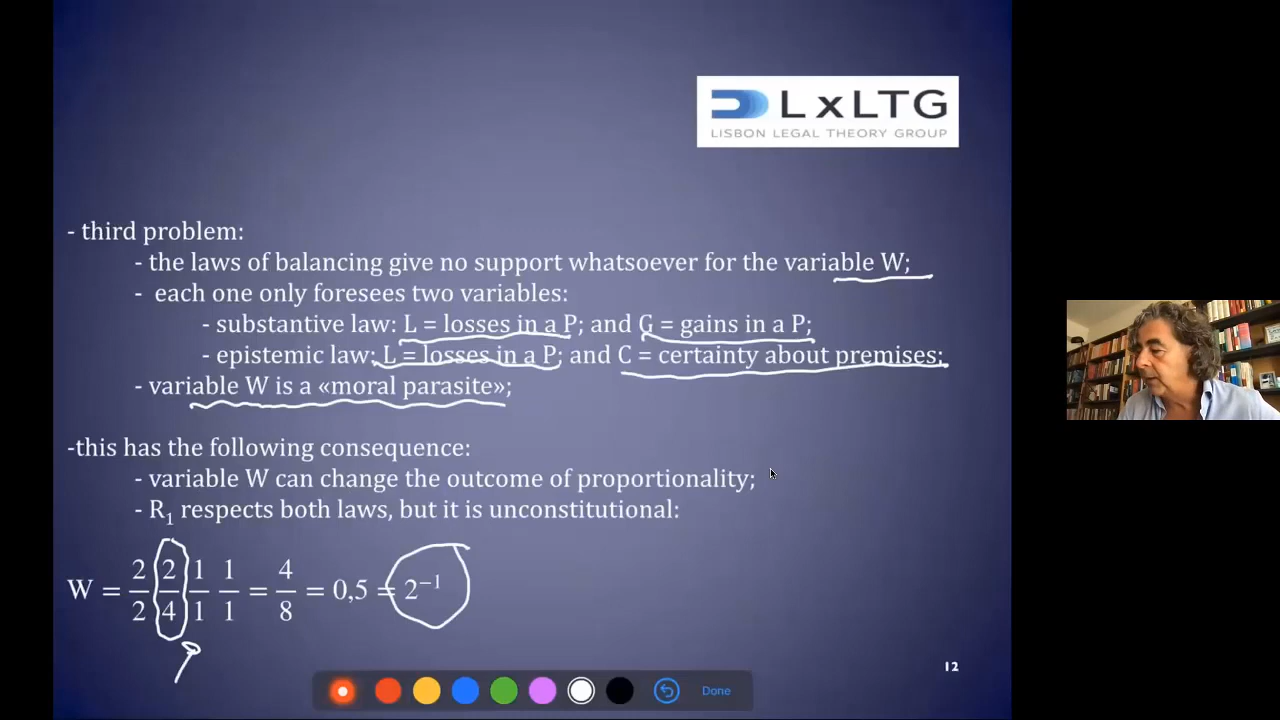 LxLTG
LISBON LEGAL THEORY GROUP
- third problem:
- the laws of balancing give no support whatsoever for the variable W;
- each one only foresees two variables:
- substantive law: L = losses in a P; and G = gains in a P;
- epistemic law: L = losses in a P; and C = certainty about premises;
- variable W is a «moral parasite»;
-this has the following consequence:
- variable W can change the outcome of proportionality;
- R₁ respects both laws, but it is unconstitutional:
W = 2/2 2/4 1/1 1/1 = 4/8 = 0,5 = 2⁻¹
12
Done